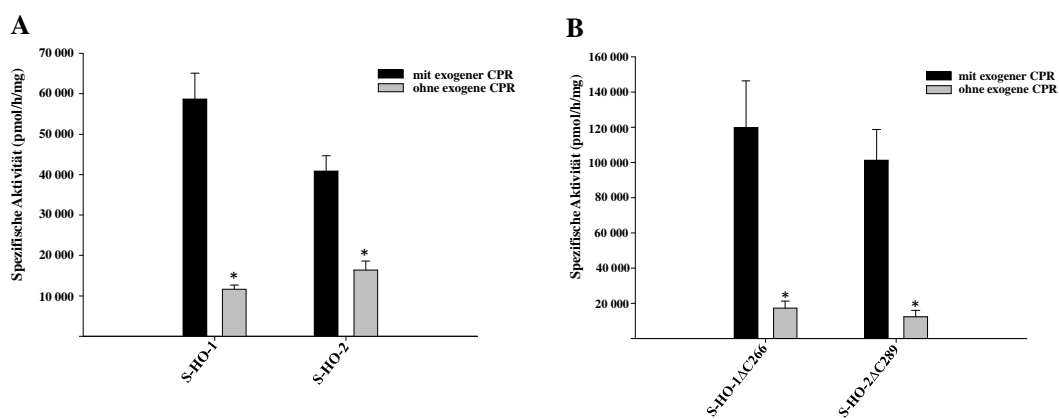 A
70 000
60 000
50 000
40 000
30 000
20 000
10 000
Spezifische Aktivität (pmol/h/mg)
mit exogener CPR
ohne exogene CPR
*
*
S-HO-1
S-HO-2
B
160 000
140 000
120 000
100 000
80 000
60 000
40 000
20 000
Spezifische Aktivität (pmol/h/mg)
mit exogener CPR
ohne exogene CPR
*
*
S-HO-1ΔC266
S-HO-2ΔC289